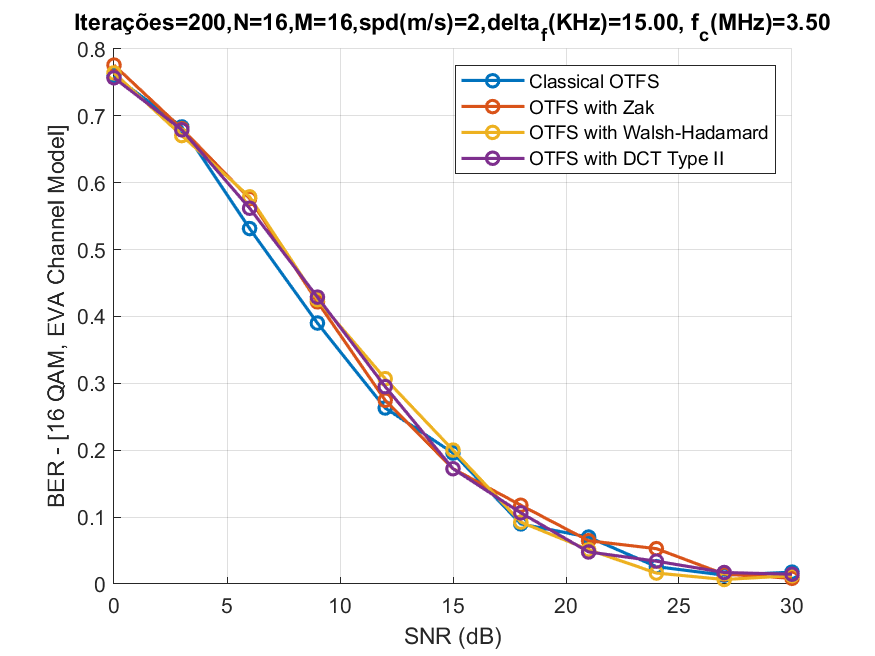 Iterações=200,N=16,M=16,spd(m/s)=2,delta_f(KHz)=15.00, f_c(MHz)=3.50
0.8
0.7
0.6
0.5
0.4
0.3
0.2
0.1
0
BER - [16 QAM, EVA Channel Model]
Classical OTFS
OTFS with Zak
OTFS with Walsh-Hadamard
OTFS with DCT Type II
0 5 10 15 20 25 30
SNR (dB)